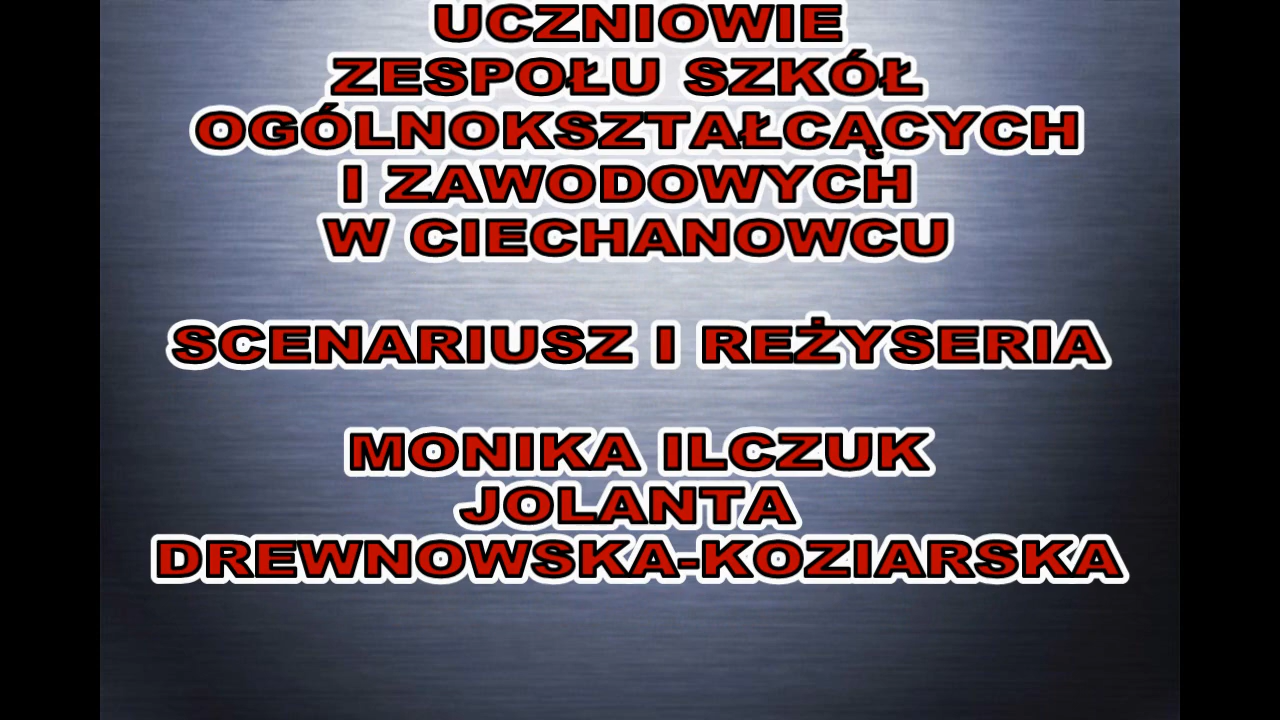 UCZNIOWIE
ZESPOŁU SZKÓŁ
OGÓLNOKSZTAŁCĄCYCH
I ZAWODOWYCH
W CIECHANOWCU
SCENARIUSZ I REŻYSERIA
MONIKA ILCZUK
JOLANTA
DREWNOWSKA-KOZIARSKA